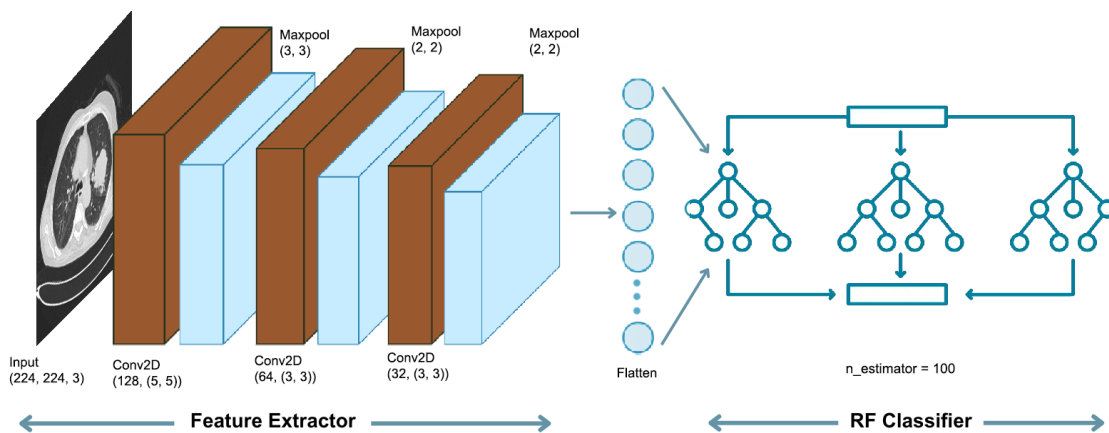 Maxpool
(3, 3)
Maxpool
(2, 2)
Maxpool
(2, 2)
Input
(224, 224, 3)
Conv2D
(128, (5, 5))
Conv2D
(64, (3, 3))
Conv2D
(32, (3, 3))
Flatten
n_estimator = 100
Feature Extractor
RF Classifier